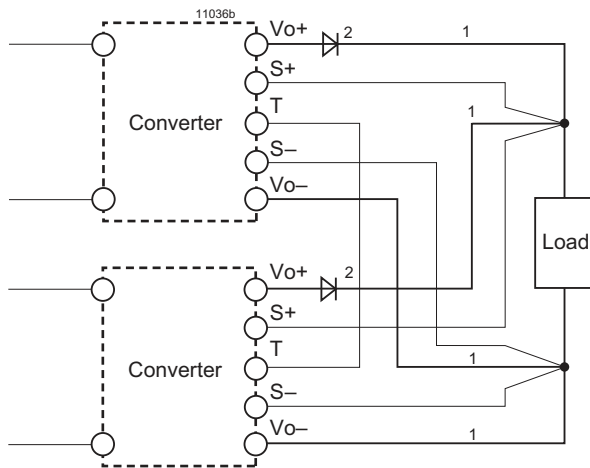 11036b
Vo+
2
1
S+
T
1
Converter
S–
Vo–
Load
Vo+
2
S+
T
Converter
1
S–
Vo–
1